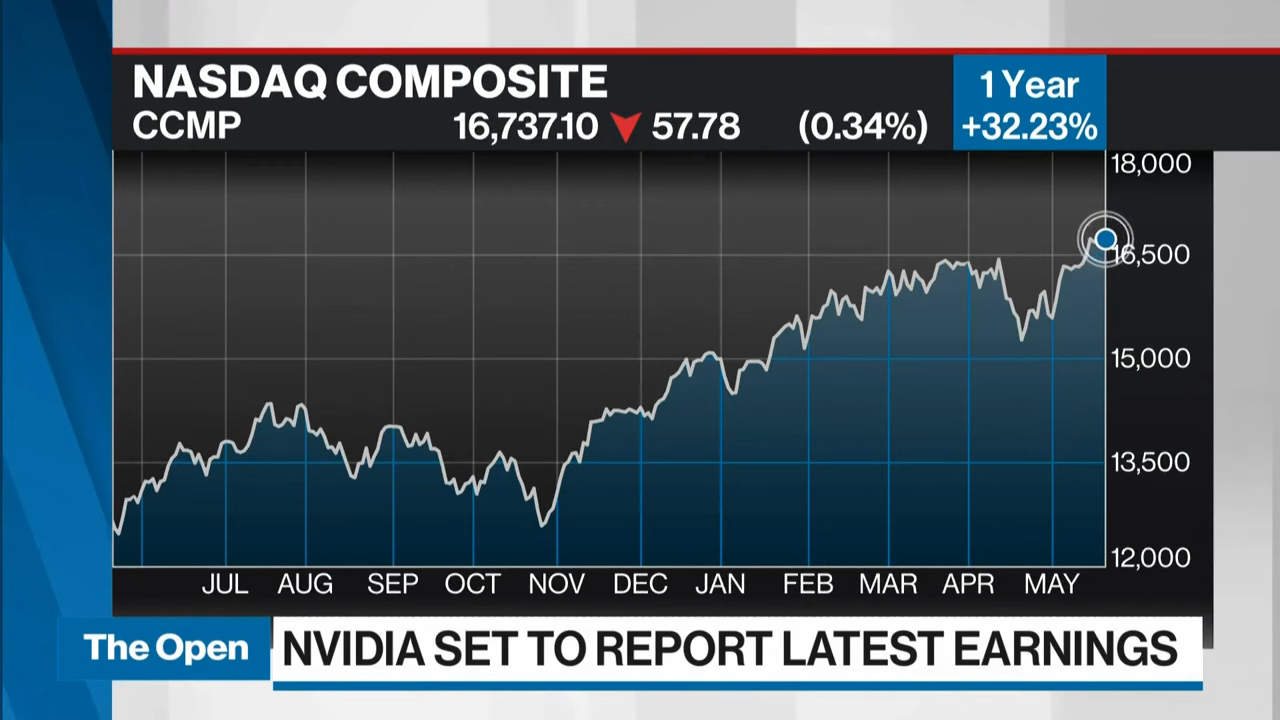 NASDAQ COMPOSITE
CCMP 16,737.10 57.78 (0.34%)
1 Year
+32.23%
18,000
16,500
15,000
13,500
12,000
JUL AUG SEP OCT NOV DEC JAN FEB MAR APR MAY
The Open
NVIDIA SET TO REPORT LATEST EARNINGS